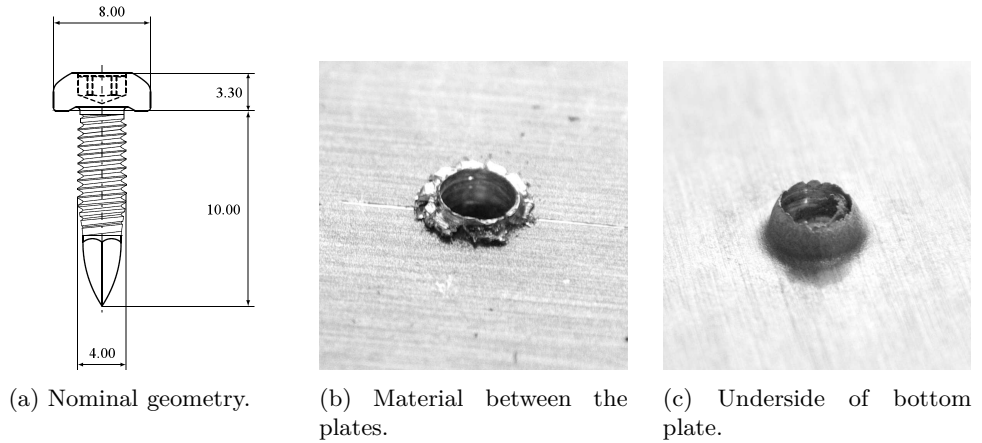 8.00
3.30
10.00
4.00
(a) Nominal geometry.
(b) Material between the
plates.
(c) Underside of bottom
plate.